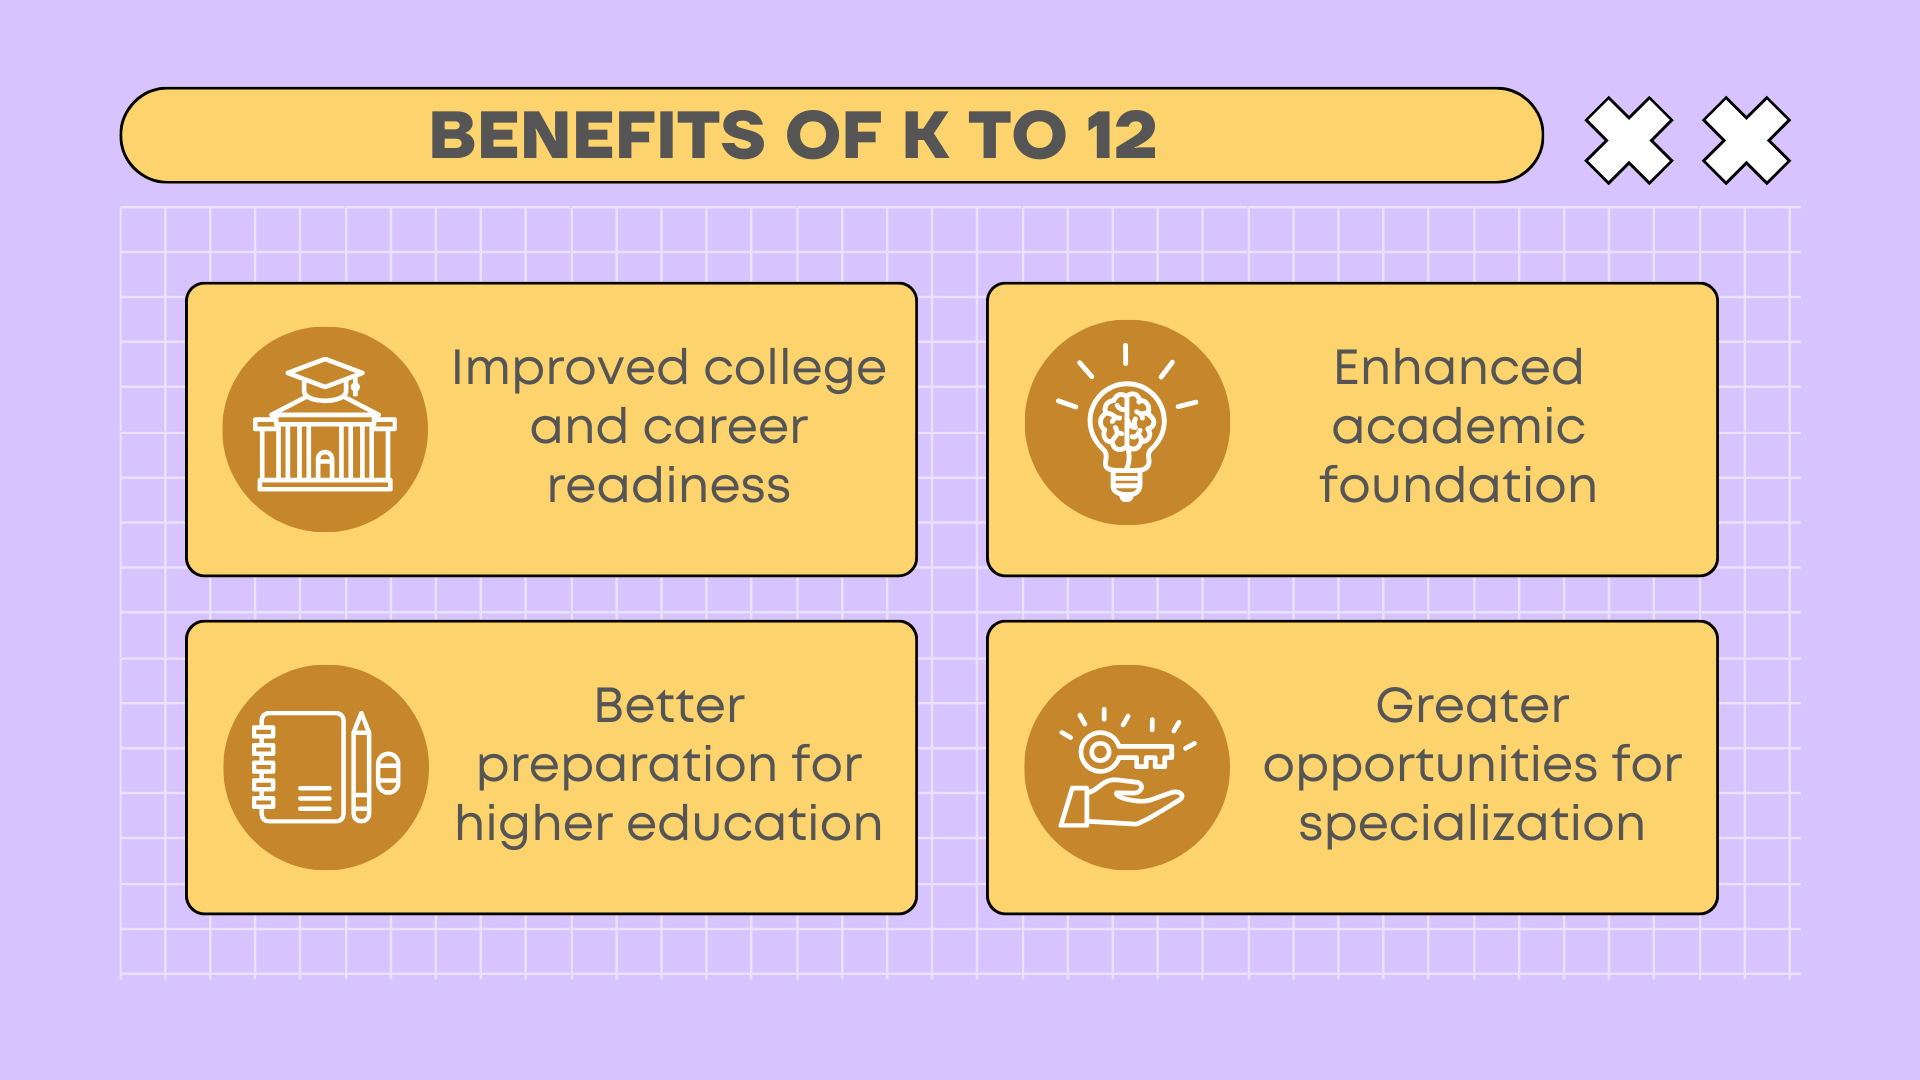 BENEFITS OF K TO 12
Improved college
and career
readiness
Enhanced
academic
foundation
Better
preparation for
higher education
Greater
opportunities for
specialization